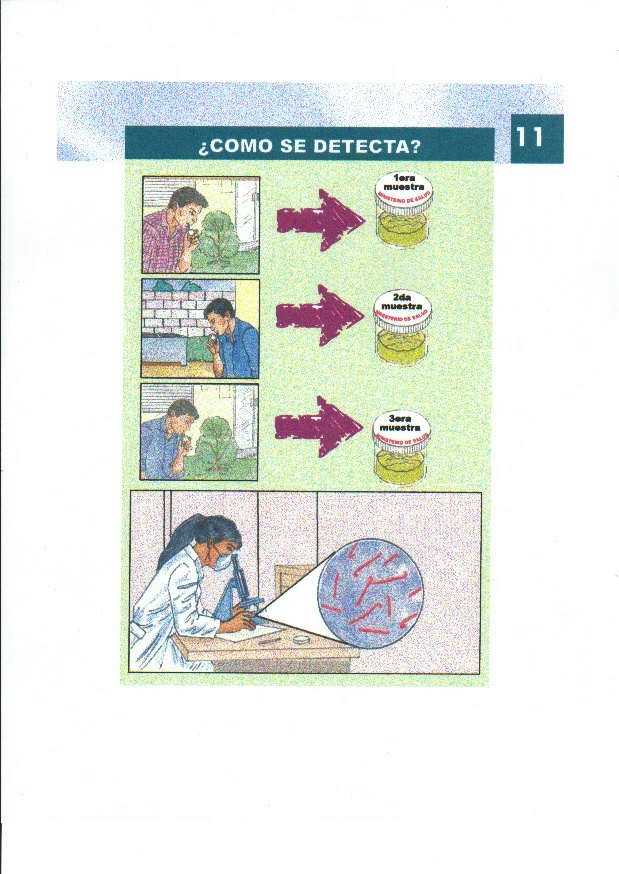 ¿COMO SE DETECTA?
11
1era
muestra
MINISTERIO DE SALUD
2da
muestra
MINISTERIO DE SALUD
3era
muestra
MINISTERIO DE SALUD